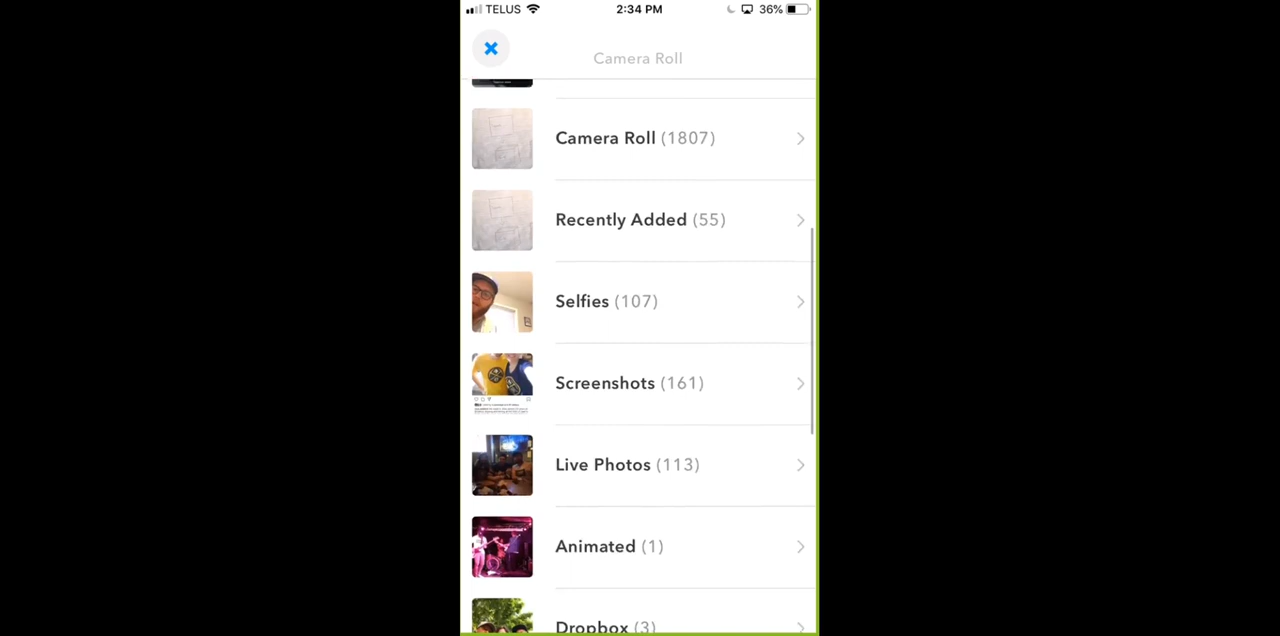 TELUS 2:34 PM 36%
Camera Roll
Camera Roll (1807)
Recently Added (55)
Selfies (107)
Screenshots (161)
Live Photos (113)
Animated (1)
Dropbox (3)